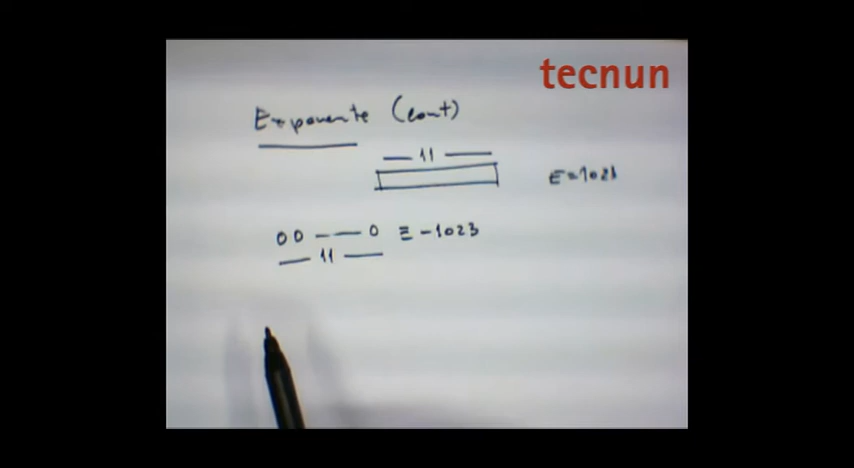 tecnun
Exponente (cont)
— 11 —
E=1023
00 — — 0 ≡ -1023
— 11 —